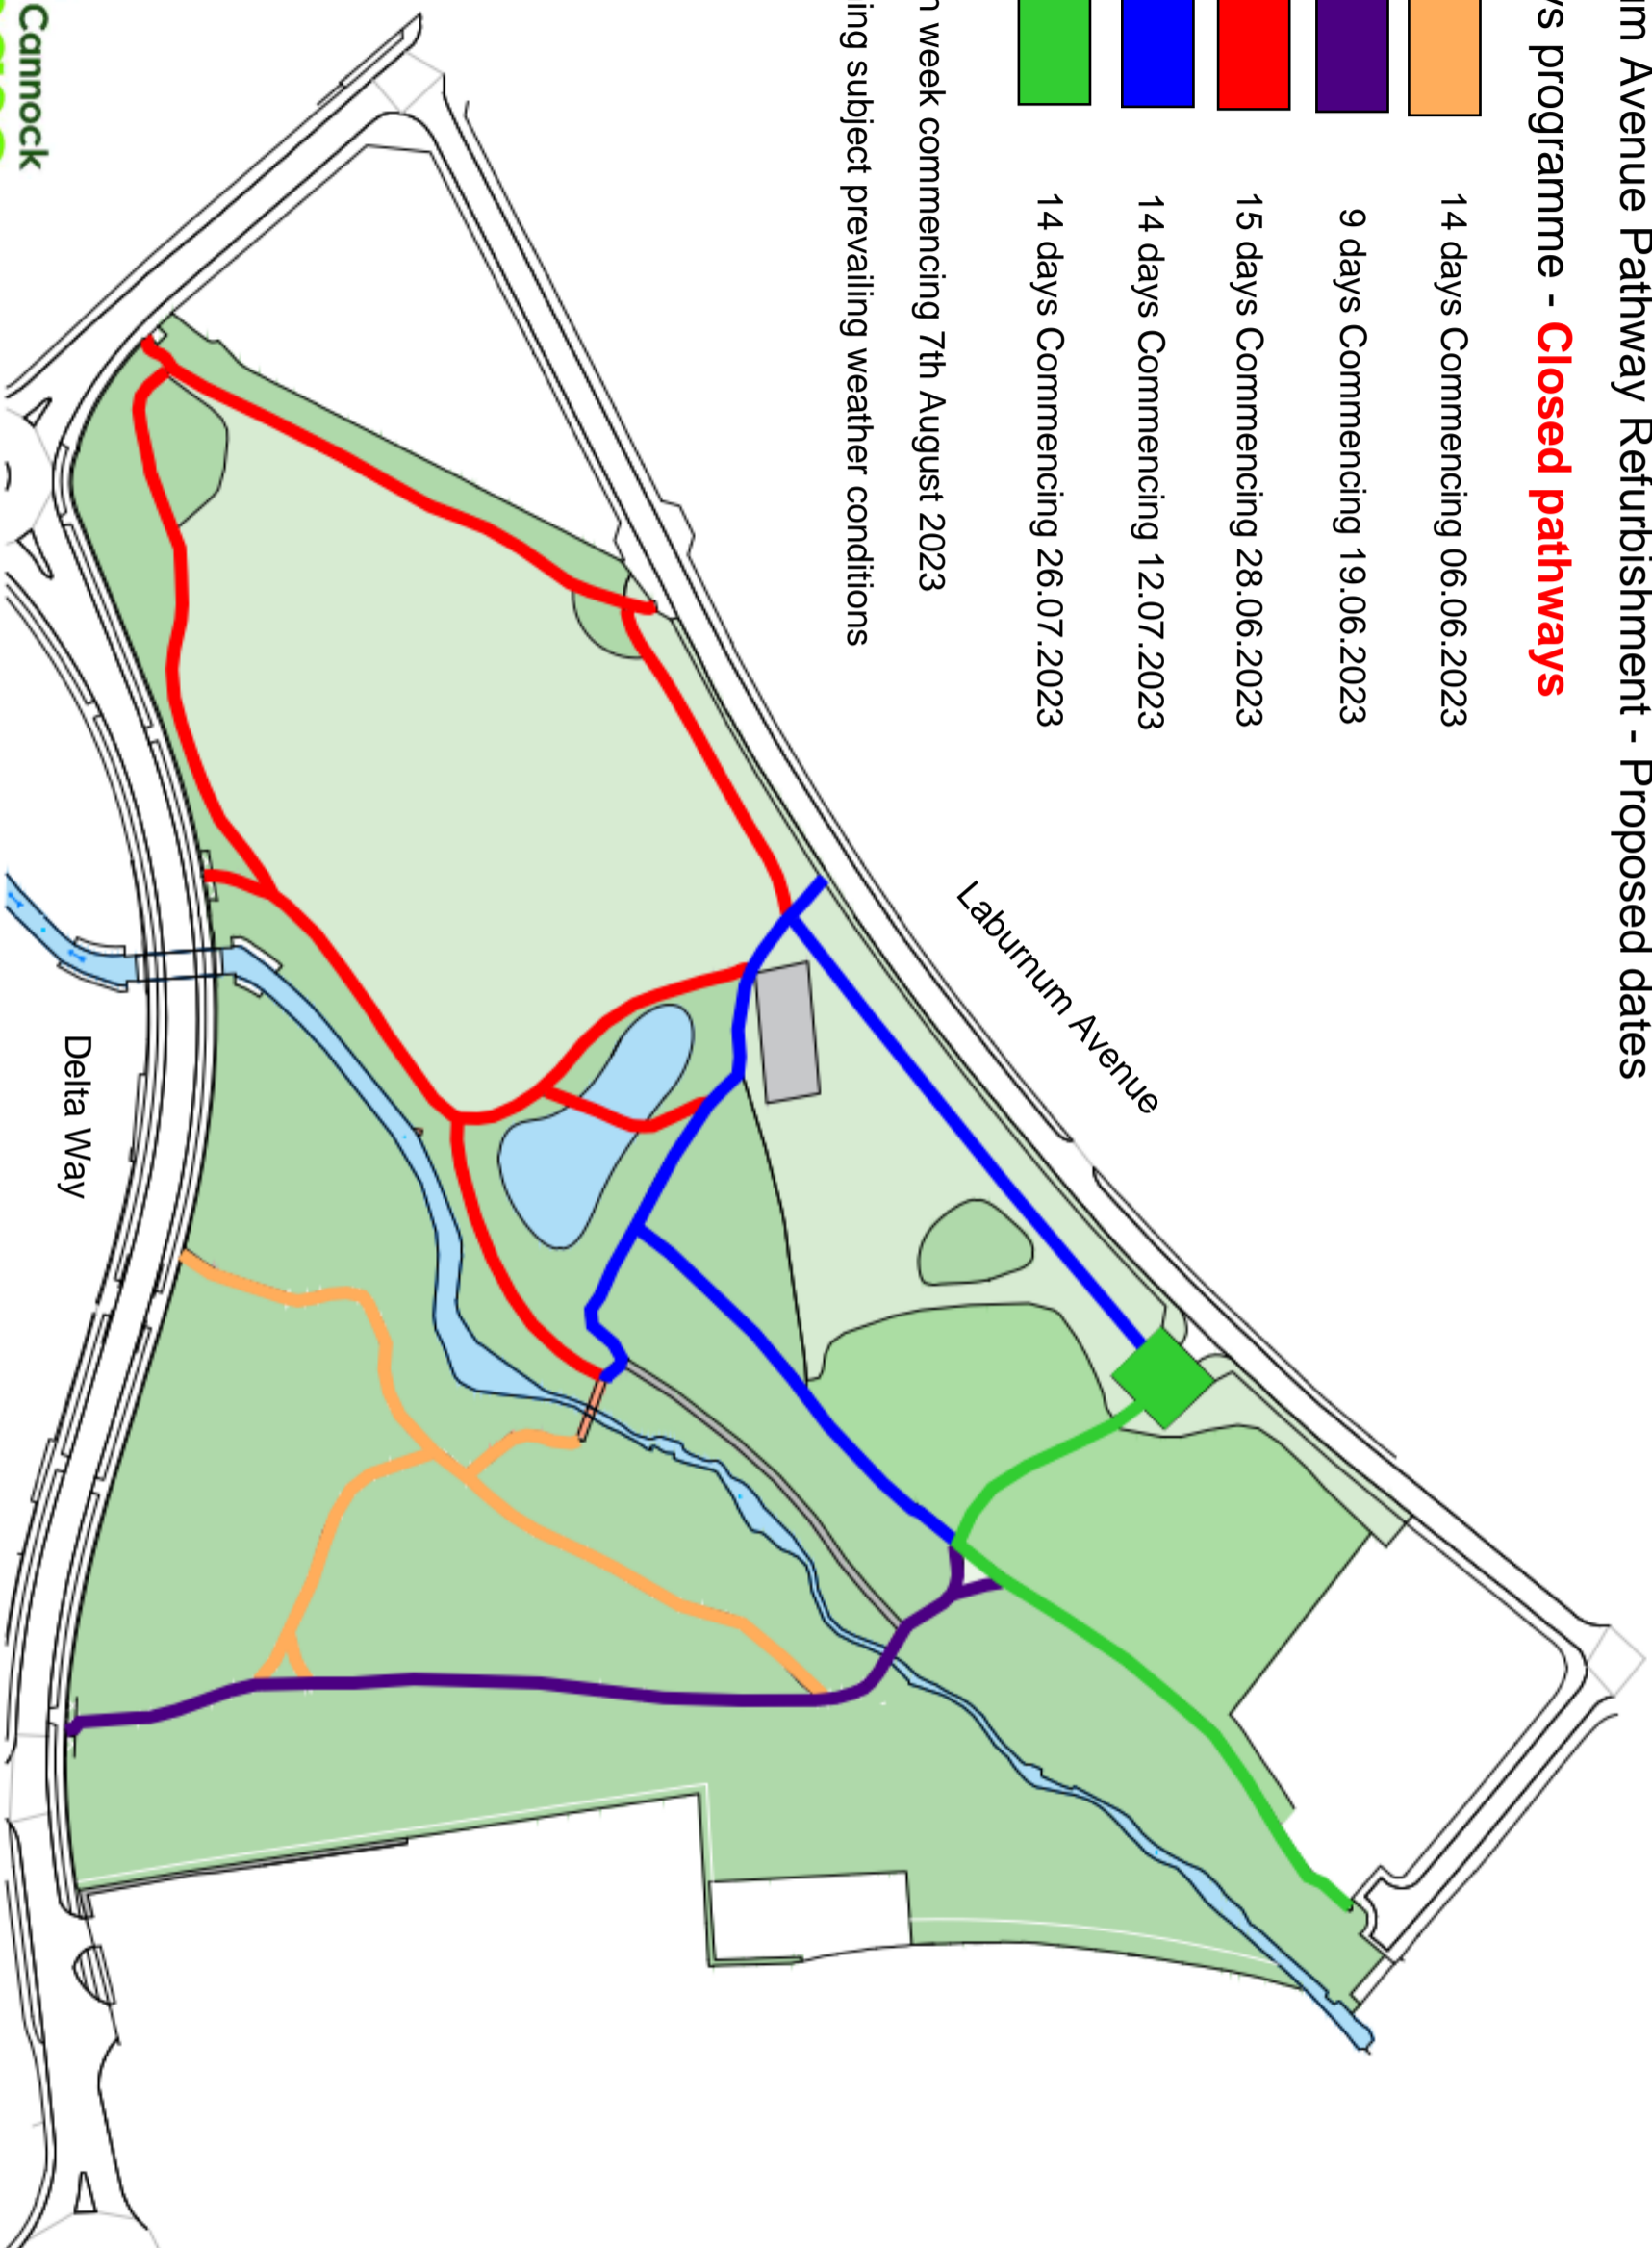 Avenue Pathway Refurbishment - Proposed dates
programme - Closed pathways
14 days Commencing 06.06.2023
9 days Commencing 19.06.2023
15 days Commencing 28.06.2023
14 days Commencing 12.07.2023
14 days Commencing 26.07.2023
week commencing 7th August 2023
subject prevailing weather conditions
Laburnum Avenue
Delta Way
Cannock